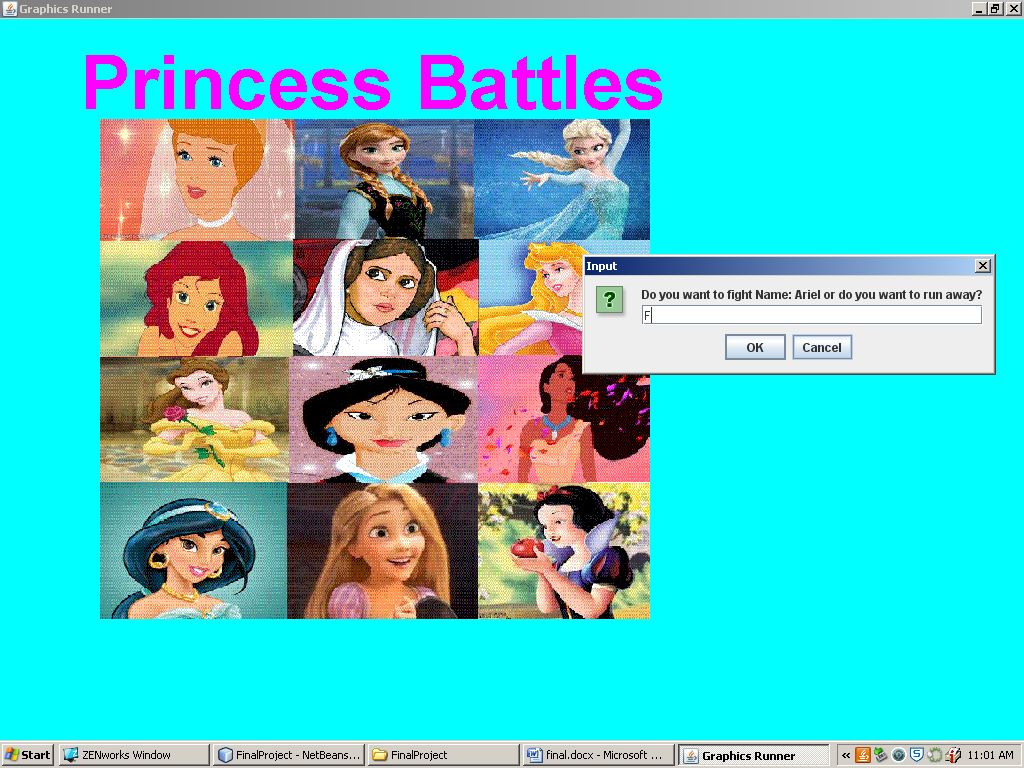 Graphics Runner
Princess Battles
Input
Do you want to fight Name: Ariel or do you want to run away?
F
OK
Cancel
Start
ZENworks Window
FinalProject - NetBeans...
FinalProject
final.docx - Microsoft ...
Graphics Runner
11:01 AM